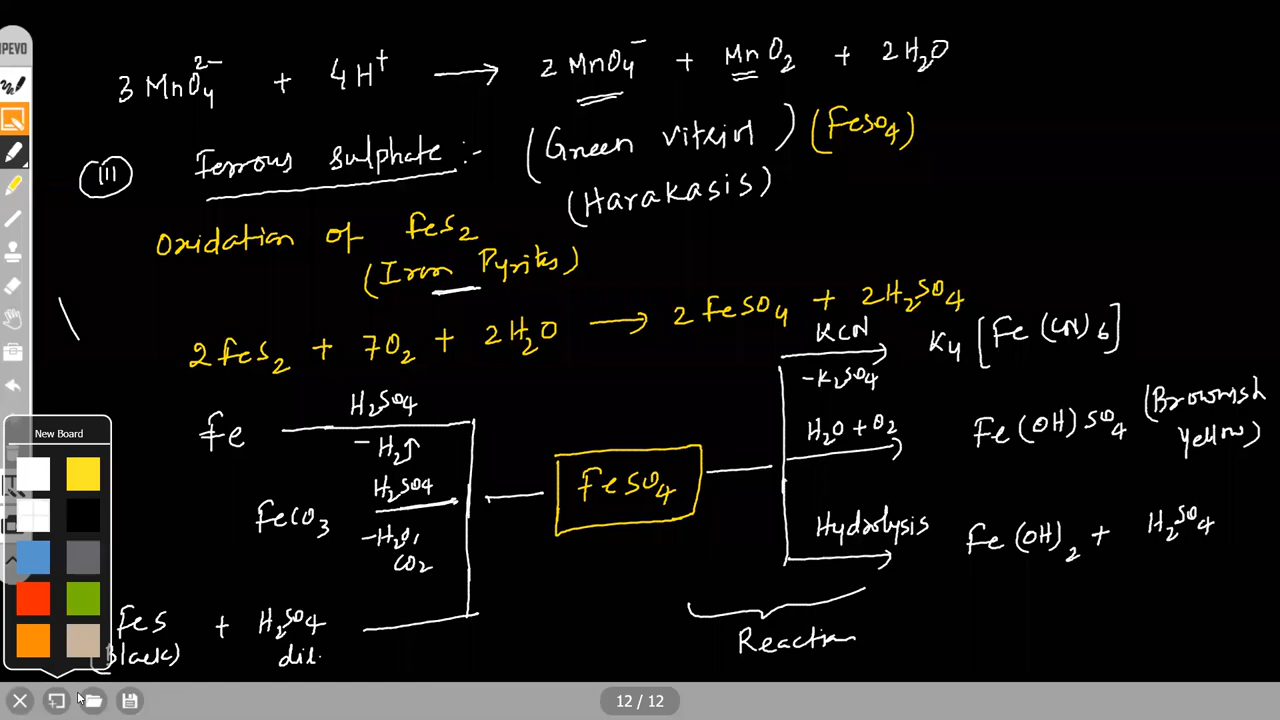 IPEVO
3 MnO₄²⁻ + 4H⁺ ⟶ 2 MnO₄⁻ + MnO₂ + 2H₂O
(III) Ferrous sulphate :- (Green vitriol) (FeSO₄)
(Harakasis)
Oxidation of FeS₂
(Iron Pyrites)
2FeS₂ + 7O₂ + 2H₂O ⟶ 2FeSO₄ + 2H₂SO₄
KCN
K₄[Fe(CN)₆]
-K₂SO₄
Fe
H₂SO₄
-H₂↑
H₂O + O₂
Fe(OH)SO₄ (Brownish
yellow)
FeCO₃
H₂SO₄
-H₂O,
CO₂
FeSO₄
Hydrolysis
Fe(OH)₂ + H₂SO₄
FeS + H₂SO₄
(Black) dil.
Reaction
New Board
12 / 12